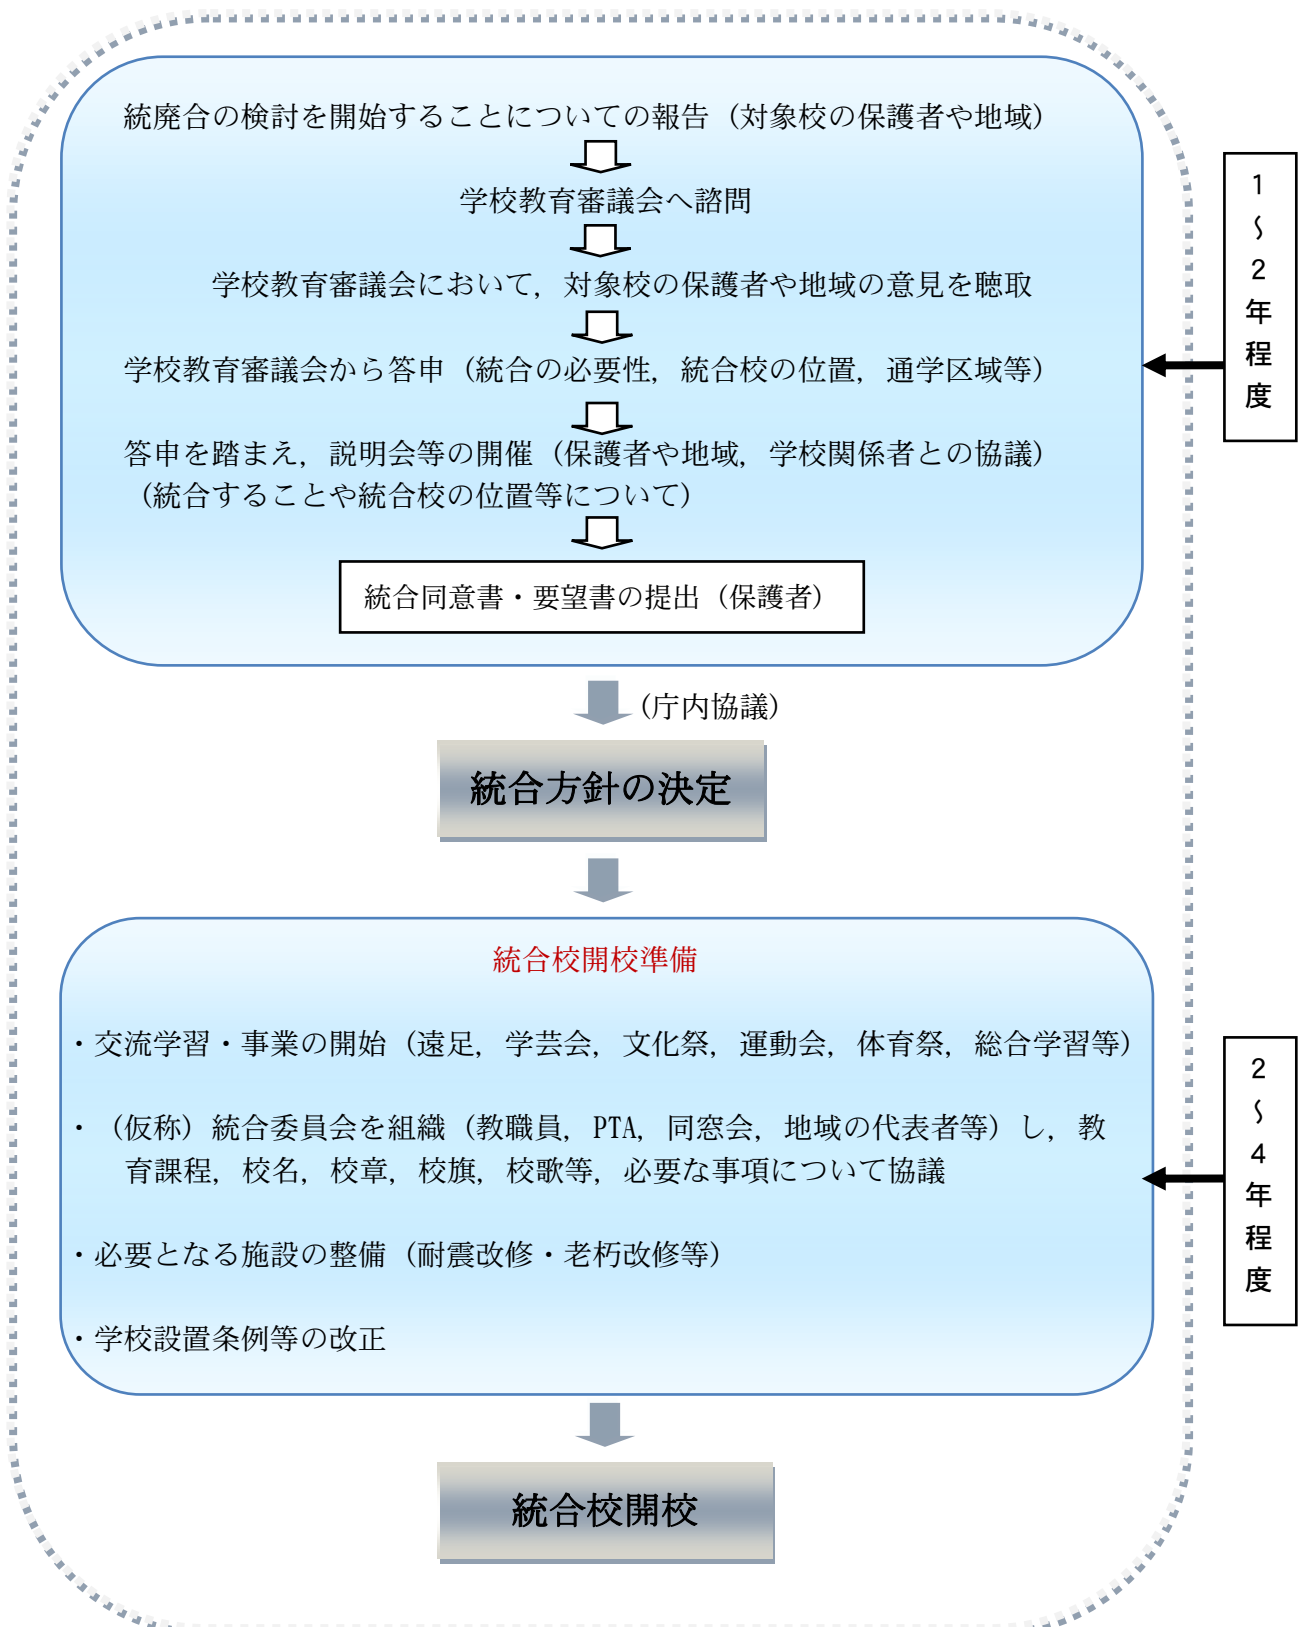 統廃合の検討を開始することについての報告（対象校の保護者や地域）
学校教育審議会へ諮問
学校教育審議会において，対象校の保護者や地域の意見を聴取
学校教育審議会から答申（統合の必要性，統合校の位置，通学区域等）
答申を踏まえ，説明会等の開催（保護者や地域，学校関係者との協議）
（統合することや統合校の位置等について）
統合同意書・要望書の提出（保護者）
１～２年程度
（庁内協議）
統合方針の決定
統合校開校準備
・交流学習・事業の開始（遠足，学芸会，文化祭，運動会，体育祭，総合学習等）
・（仮称）統合委員会を組織（教職員，PTA，同窓会，地域の代表者等）し，教
育課程，校名，校章，校旗，校歌等，必要な事項について協議
・必要となる施設の整備（耐震改修・老朽改修等）
・学校設置条例等の改正
２～４年程度
統合校開校